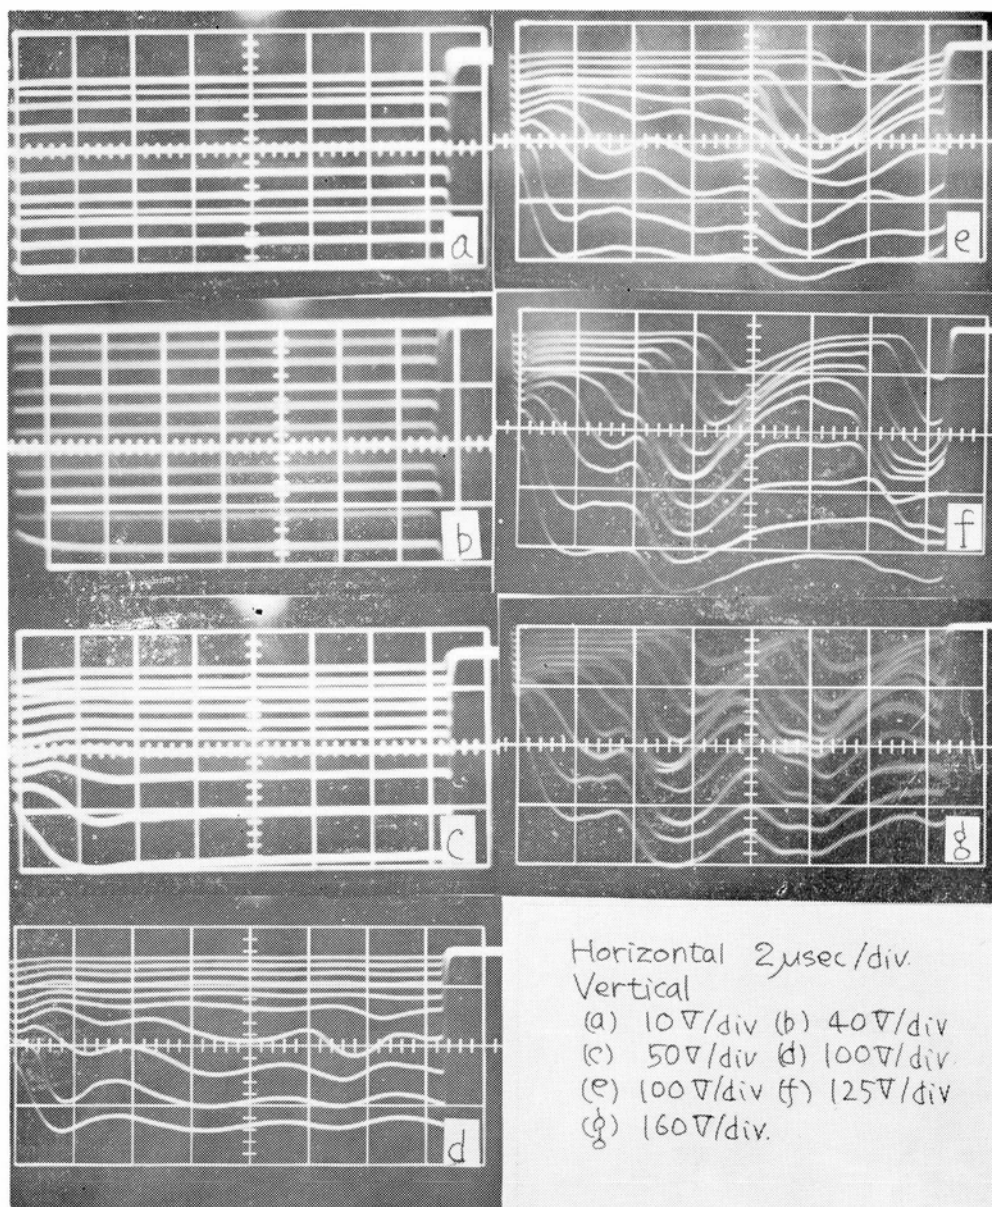 a
e
b
f
c
g
d
Horizontal 2μsec/div.
Vertical
(a) 10V/div (b) 40V/div
(c) 50V/div (d) 100V/div
(e) 100V/div (f) 125V/div
(g) 160V/div.